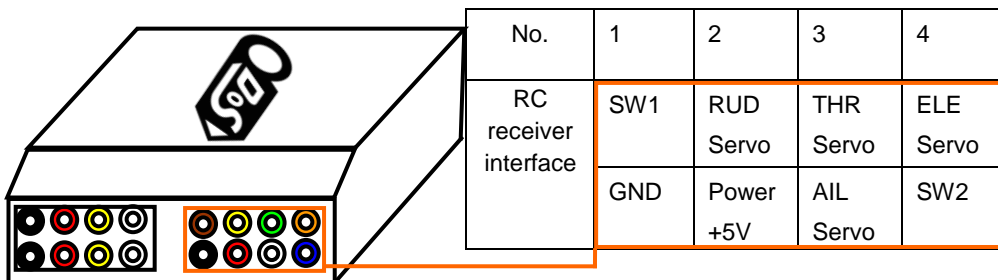 No. 1 2 3 4
RC receiver interface
SW1 RUD Servo THR Servo ELE Servo
GND Power +5V AIL Servo SW2